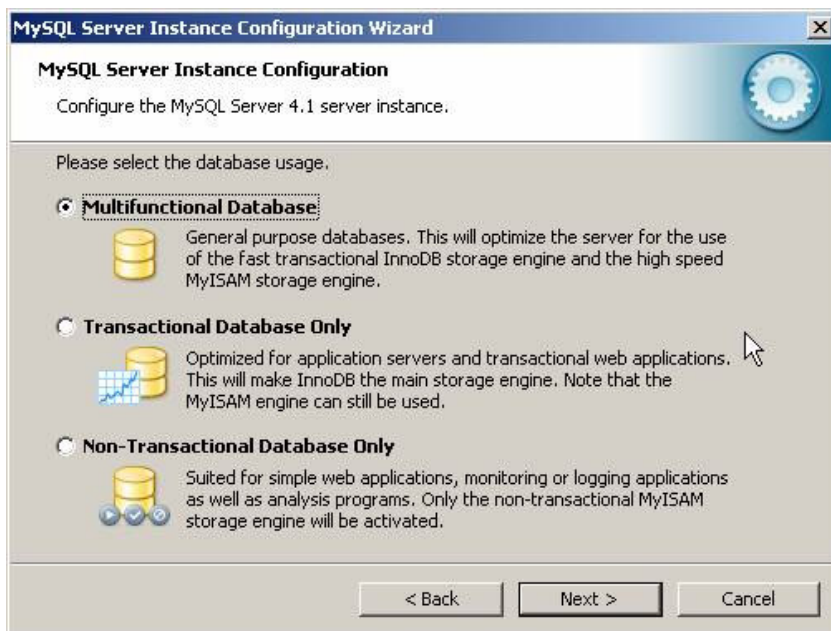 MySQL Server Instance Configuration Wizard
MySQL Server Instance Configuration
Configure the MySQL Server 4.1 server instance.
Please select the database usage.
Multifunctional Database
General purpose databases. This will optimize the server for the use
of the fast transactional InnoDB storage engine and the high speed
MyISAM storage engine.
Transactional Database Only
Optimized for application servers and transactional web applications.
This will make InnoDB the main storage engine. Note that the
MyISAM engine can still be used.
Non-Transactional Database Only
Suited for simple web applications, monitoring or logging applications
as well as analysis programs. Only the non-transactional MyISAM
storage engine will be activated.
< Back Next > Cancel